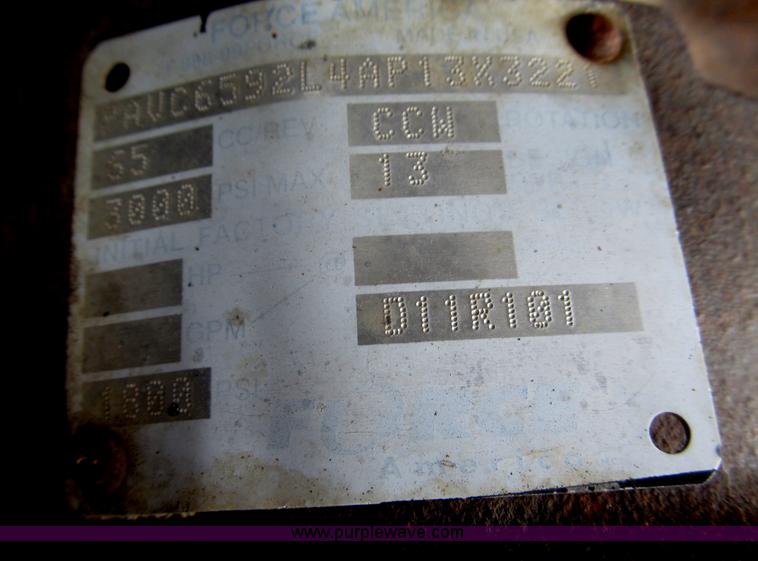 FORCE AMERICA
MADE IN USA
PAVC6592L4AP13X3221
65 CC/REV CCW ROTATION
3000 PSI MAX 13
INITIAL FACTORY
HP @
GPM D11R101
1800 PSI
FORCE
America
www.purplewave.com